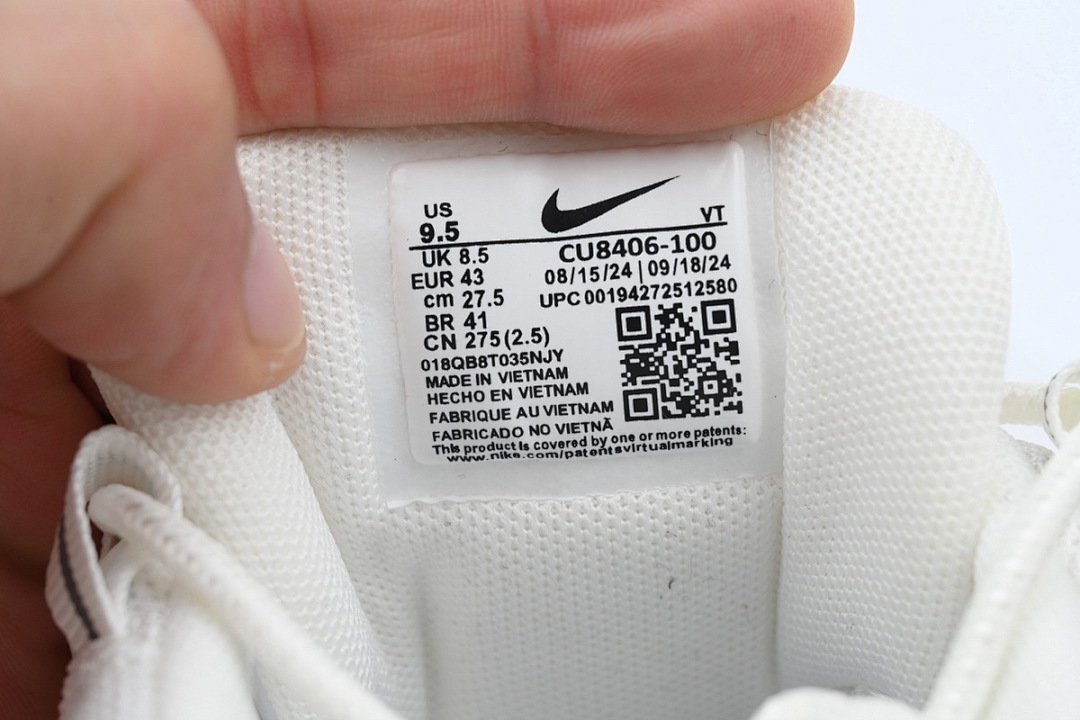 US
9.5
VT
UK 8.5
CU8406-100
EUR 43
08/15/24 | 09/18/24
cm 27.5
UPC 00194272512580
BR 41
CN 275(2.5)
018QB8T035NJY
MADE IN VIETNAM
HECHO EN VIETNAM
FABRIQUE AU VIETNAM
FABRICADO NO VIETNÃ
This product is covered by one or more patents:
www.nike.com/patentsvirtualmarking